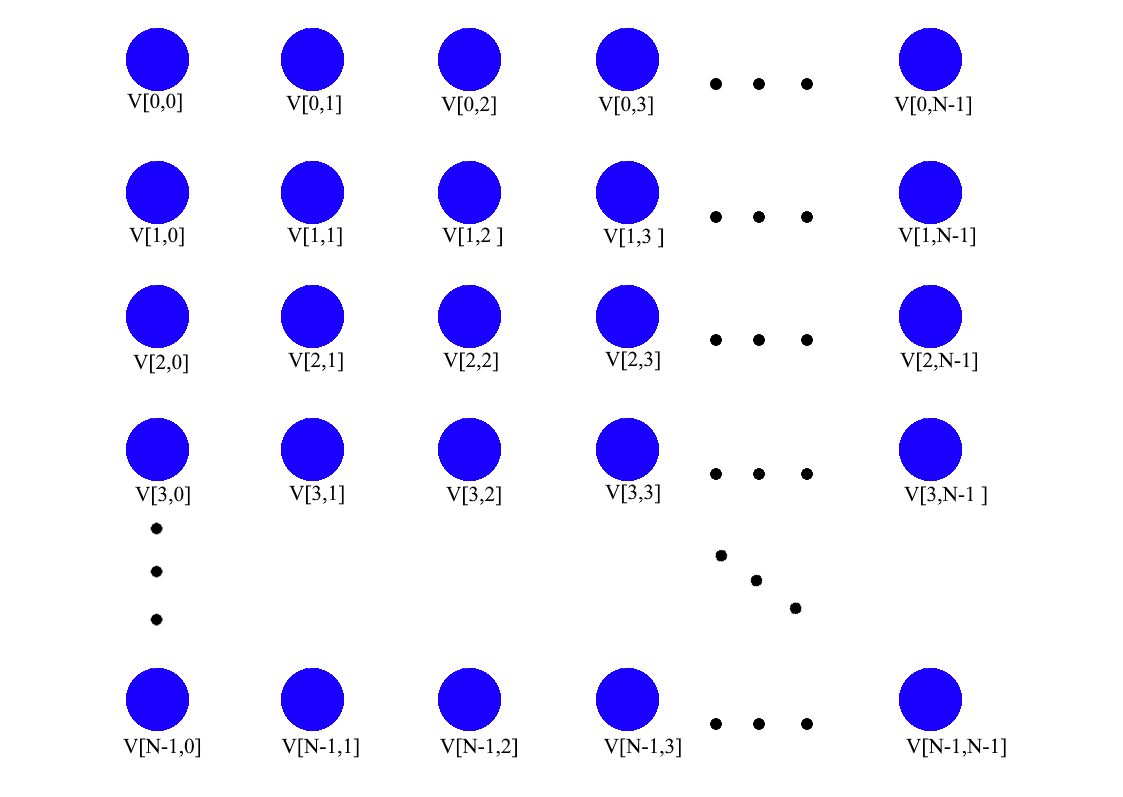 V[0,0] V[0,1] V[0,2] V[0,3] V[0,N-1]
V[1,0] V[1,1] V[1,2 ] V[1,3 ] V[1,N-1]
V[2,0] V[2,1] V[2,2] V[2,3] V[2,N-1]
V[3,0] V[3,1] V[3,2] V[3,3] V[3,N-1 ]
V[N-1,0] V[N-1,1] V[N-1,2] V[N-1,3] V[N-1,N-1]